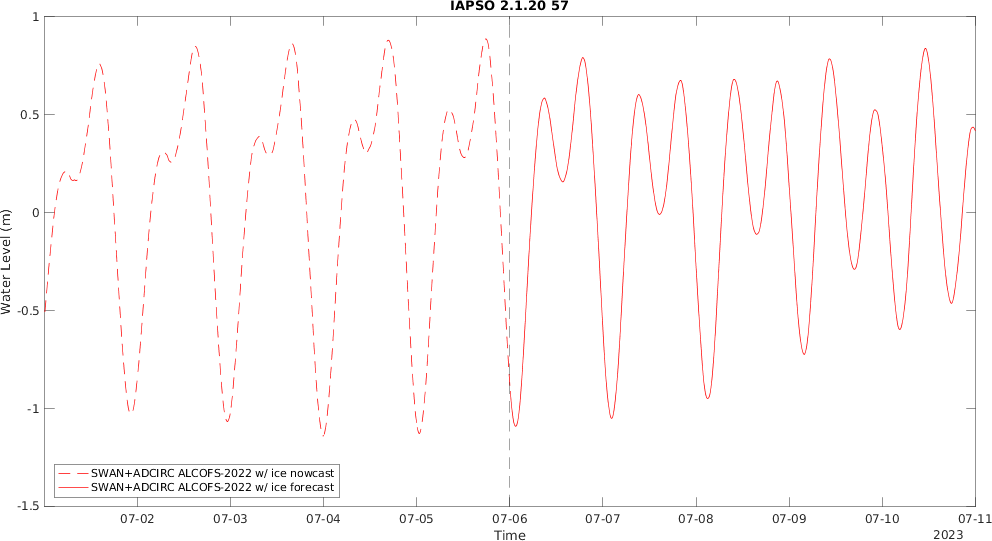 IAPSO 2.1.20 57
1
0.5
0
-0.5
-1
-1.5
Water Level (m)
SWAN+ADCIRC ALCOFS-2022 w/ ice nowcast
SWAN+ADCIRC ALCOFS-2022 w/ ice forecast
07-02 07-03 07-04 07-05 07-06 07-07 07-08 07-09 07-10 07-11
Time
2023